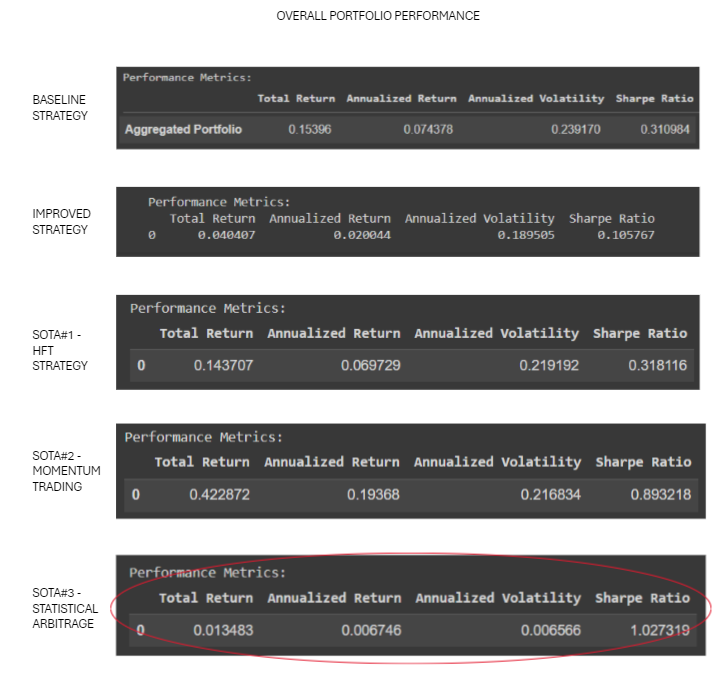 OVERALL PORTFOLIO PERFORMANCE
BASELINE
STRATEGY
Performance Metrics:
Total Return Annualized Return Annualized Volatility Sharpe Ratio
Aggregated Portfolio 0.15396 0.074378 0.239170 0.310984
IMPROVED
STRATEGY
Performance Metrics:
Total Return Annualized Return Annualized Volatility Sharpe Ratio
0 0.040407 0.020044 0.189505 0.105767
SOTA#1 -
HFT
STRATEGY
Performance Metrics:
Total Return Annualized Return Annualized Volatility Sharpe Ratio
0 0.143707 0.069729 0.219192 0.318116
SOTA#2 -
MOMENTUM
TRADING
Performance Metrics:
Total Return Annualized Return Annualized Volatility Sharpe Ratio
0 0.422872 0.19368 0.216834 0.893218
SOTA#3 -
STATISTICAL
ARBITRAGE
Performance Metrics:
Total Return Annualized Return Annualized Volatility Sharpe Ratio
0 0.013483 0.006746 0.006566 1.027319